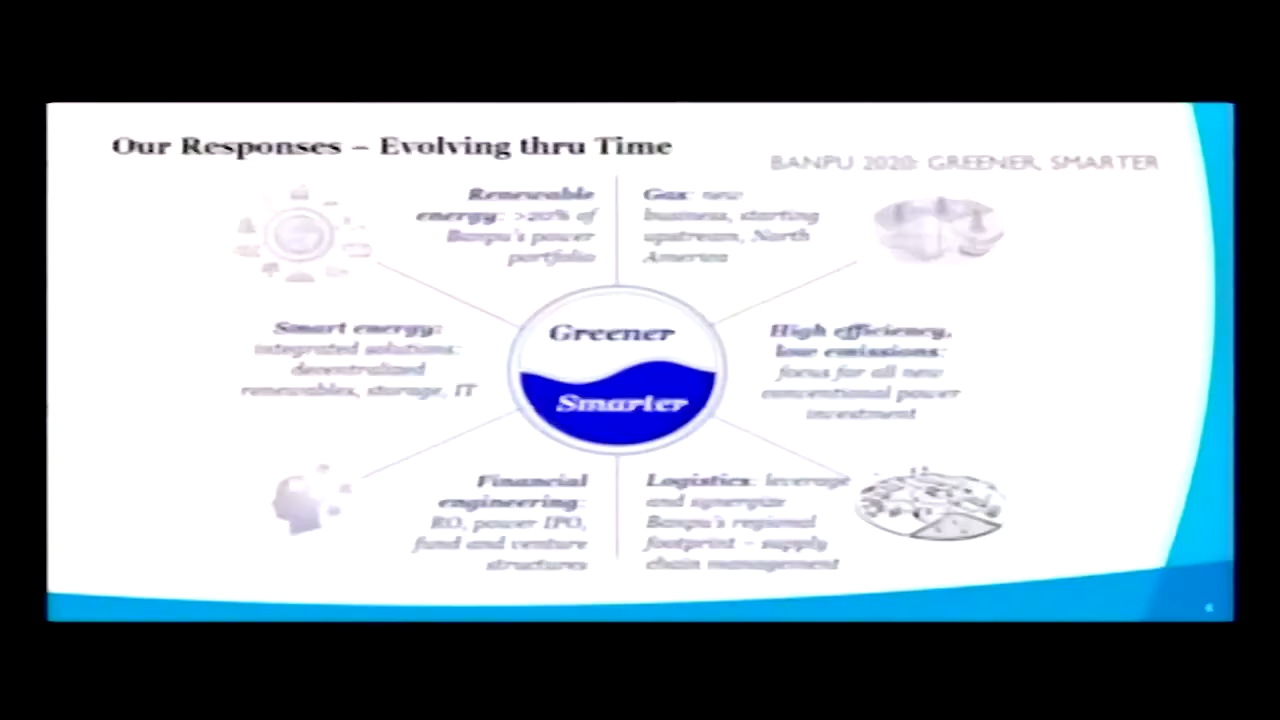 Our Responses – Evolving thru Time
BANPU 2020: GREENER, SMARTER
Renewable
energy: >20% of
Banpu's power
portfolio
Gas: new
business, starting
upstream, North
America
Smart energy:
integrated solutions:
decentralized
renewables, storage, IT
Greener
Smarter
High efficiency,
low emissions:
focus for all new
conventional power
investment
Financial
engineering:
RO, power IPO,
fund and venture
structures
Logistics: leverage
and synergize
Banpu's regional
footprint – supply
chain management